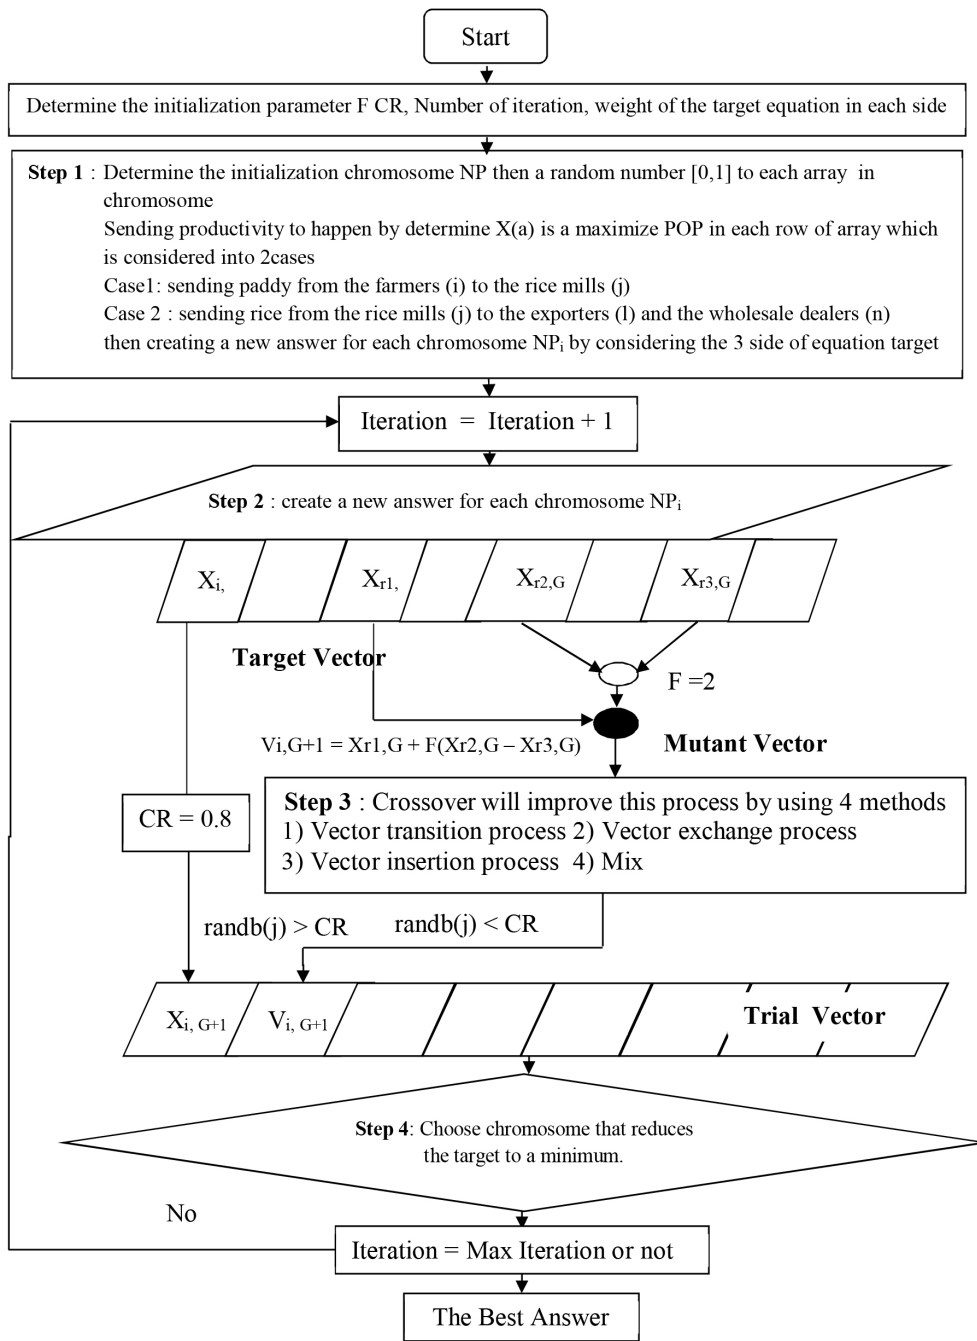 Start
Determine the initialization parameter F CR, Number of iteration, weight of the target equation in each side
Step 1 : Determine the initialization chromosome NP then a random number [0,1] to each array in
chromosome
Sending productivity to happen by determine X(a) is a maximize POP in each row of array which
is considered into 2cases
Case1: sending paddy from the farmers (i) to the rice mills (j)
Case 2 : sending rice from the rice mills (j) to the exporters (l) and the wholesale dealers (n)
then creating a new answer for each chromosome NPi by considering the 3 side of equation target
Iteration = Iteration + 1
Step 2 : create a new answer for each chromosome NPi
Xi, Xr1, Xr2,G Xr3,G
Target Vector
F =2
Vi,G+1 = Xr1,G + F(Xr2,G – Xr3,G)
Mutant Vector
Step 3 : Crossover will improve this process by using 4 methods
1) Vector transition process 2) Vector exchange process
3) Vector insertion process 4) Mix
CR = 0.8
randb(j) > CR randb(j) < CR
Xi, G+1 Vi, G+1 Trial Vector
Step 4: Choose chromosome that reduces
the target to a minimum.
No
Iteration = Max Iteration or not
The Best Answer